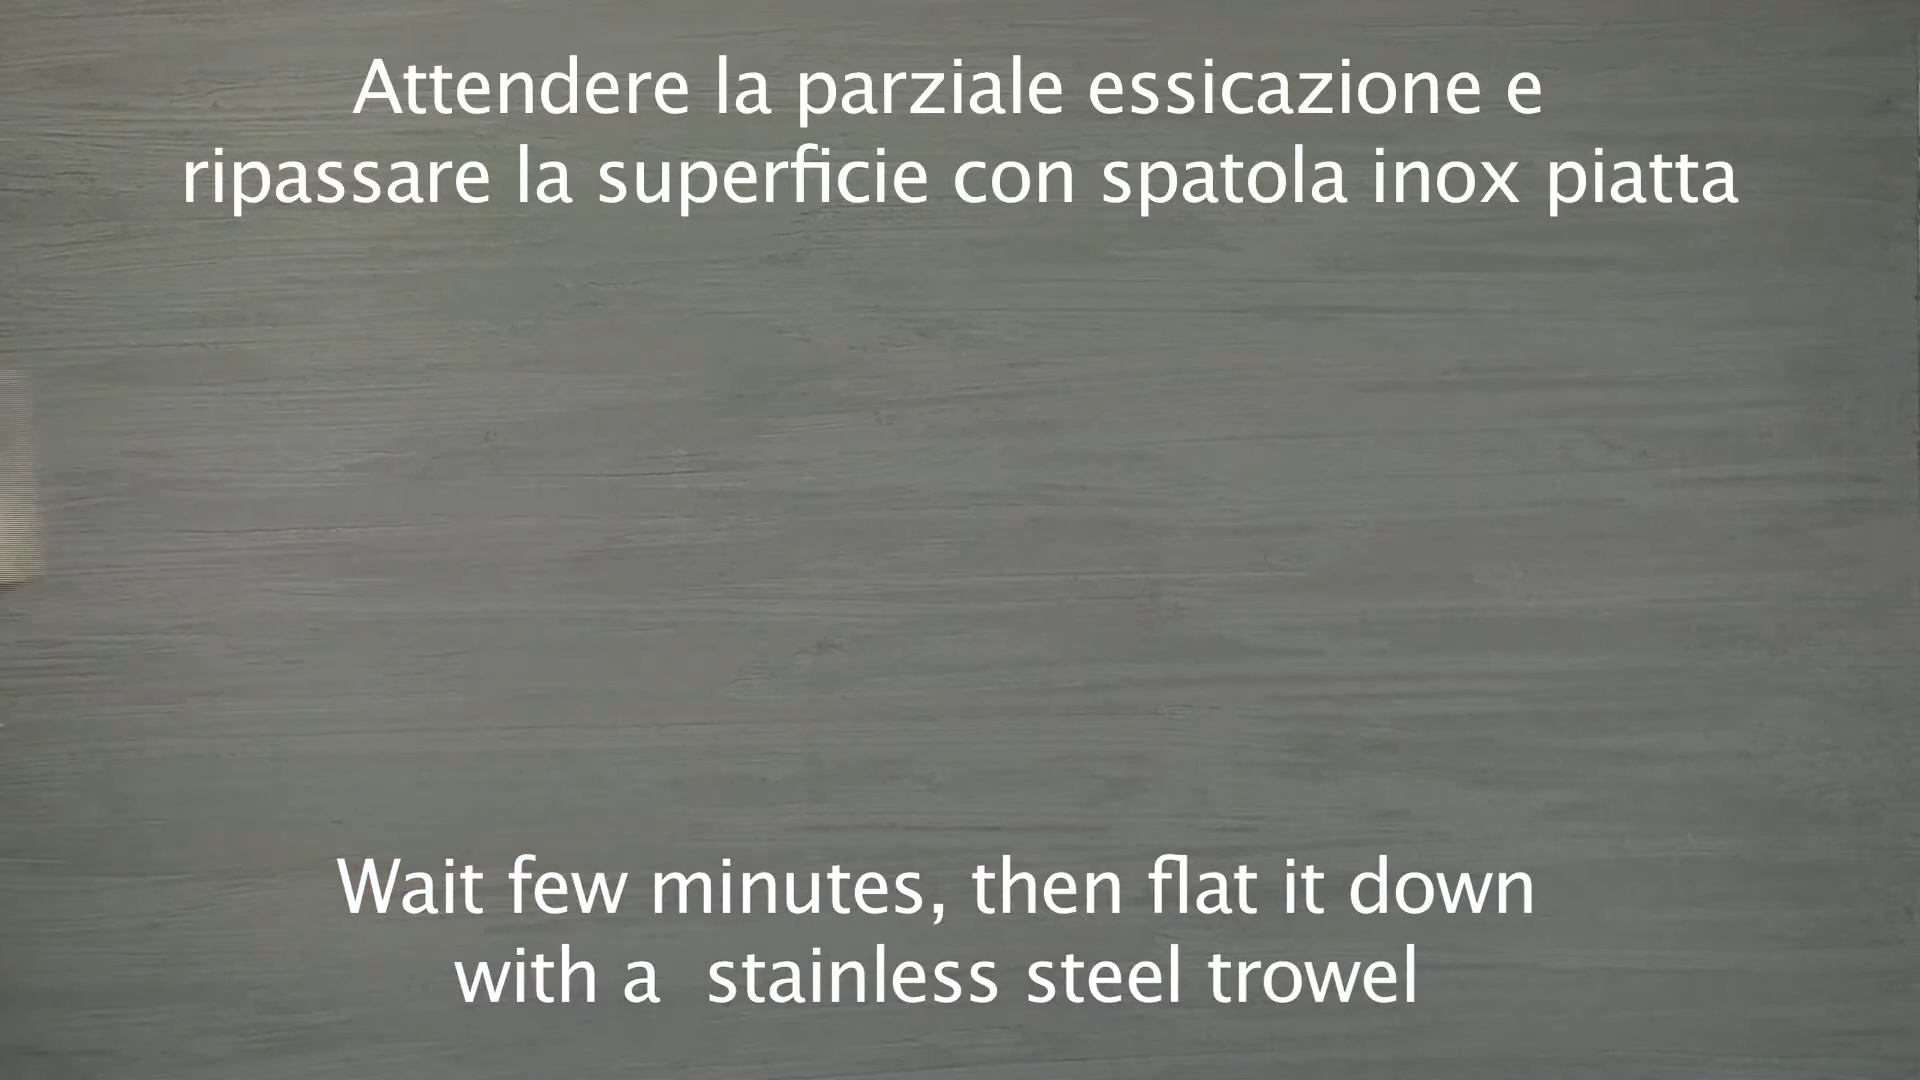 Attendere la parziale essicazione e
ripassare la superficie con spatola inox piatta
Wait few minutes, then flat it down
with a  stainless steel trowel